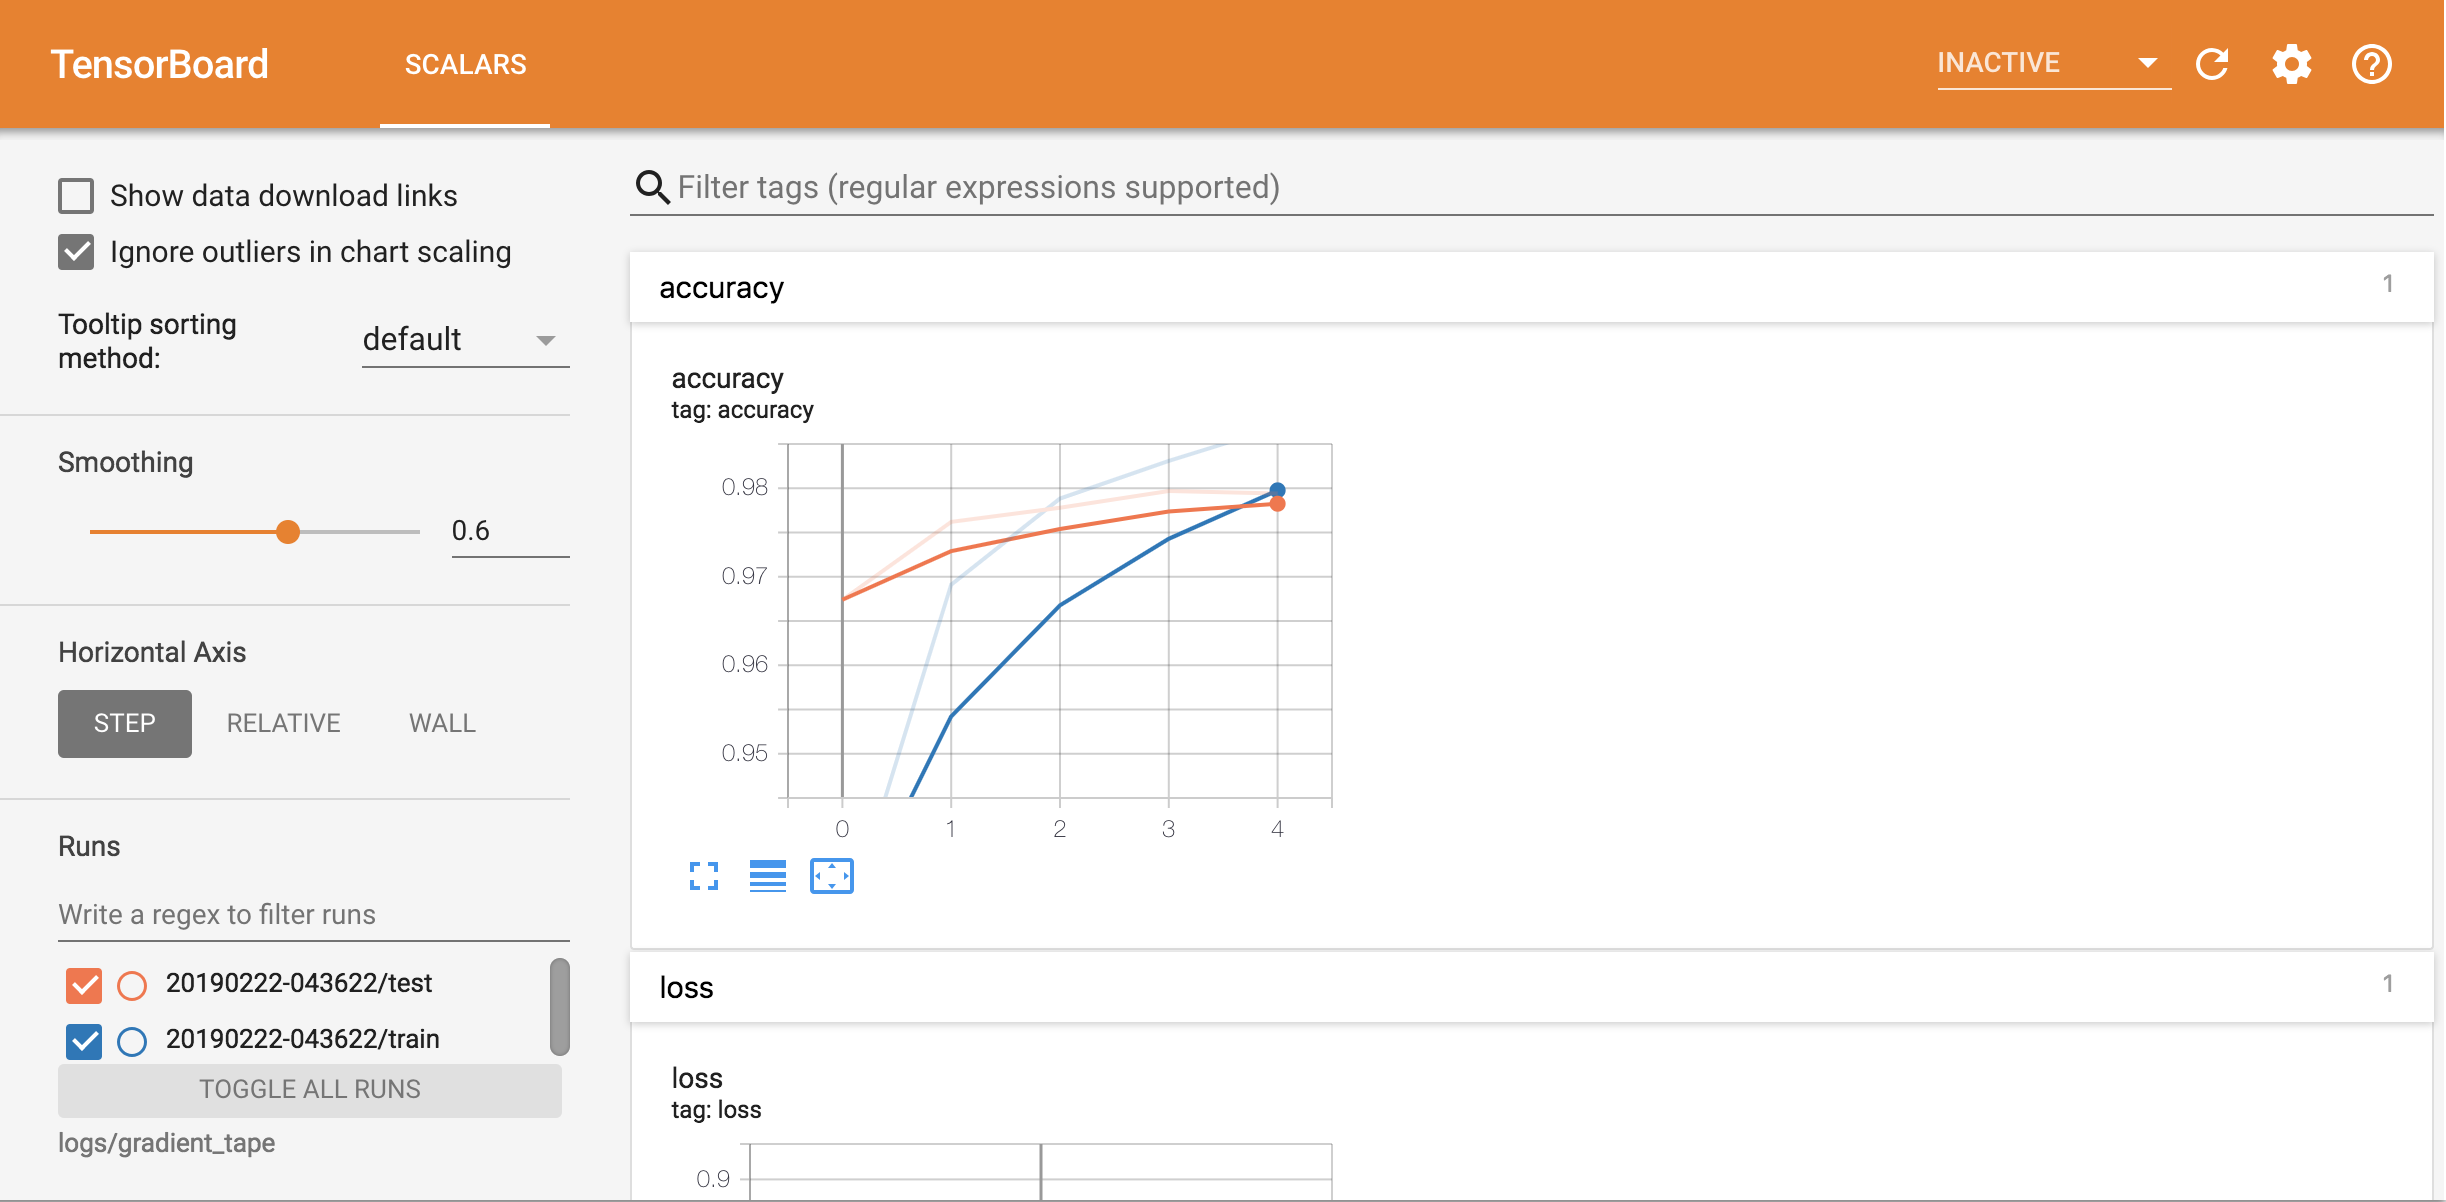 TensorBoard
SCALARS
INACTIVE
Show data download links
Ignore outliers in chart scaling
Tooltip sorting
method:
default
Smoothing
0.6
Horizontal Axis
STEP RELATIVE WALL
Runs
Write a regex to filter runs
20190222-043622/test
20190222-043622/train
TOGGLE ALL RUNS
logs/gradient_tape
Filter tags (regular expressions supported)
accuracy 1
accuracy
tag: accuracy
0.98
0.97
0.96
0.95
0 1 2 3 4
loss 1
loss
tag: loss
0.9